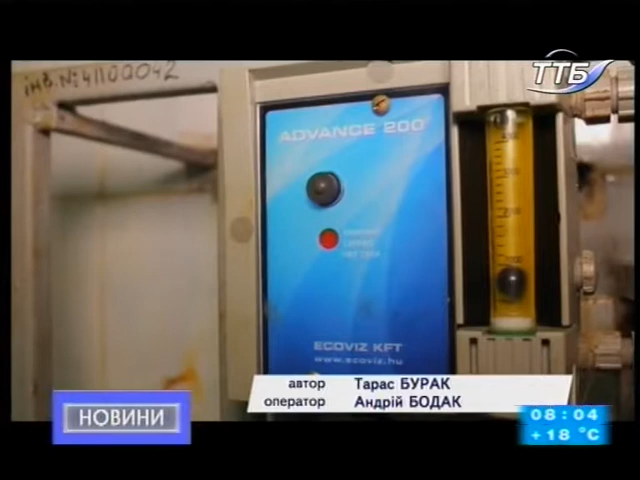 інв.№41100042
ТТБ
ADVANCE 200
ECOVIZ KFT
www.ecoviz.hu
автор Тарас БУРАК
оператор Андрій БОДАК
НОВИНИ
08:04
+18 °C